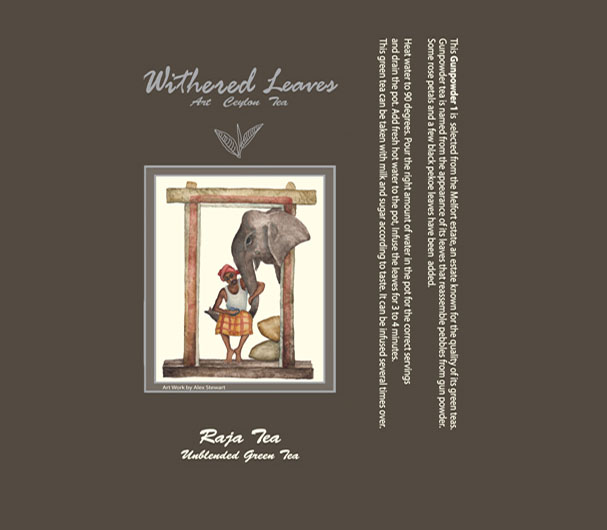 Withered Leaves
Art Ceylon Tea
Art Work by Alex Stewart
Raja Tea
Unblended Green Tea
This Gunpowder 1 is selected from the Melfort estate, an estate known for the quality of its green teas.
Gunpowder tea is named from the appearance of its leaves that reassemble pebbles from gun powder.
Some rose petals and a few black pekoe leaves have been added.
Heat water to 90 degrees. Pour the right amount of water in the pot for the correct servings
and drain the pot. Add fresh hot water to the pot, Infuse the leaves for 3 to 4 minutes.
This green tea can be taken with milk and sugar according to taste. It can be infused several times over.